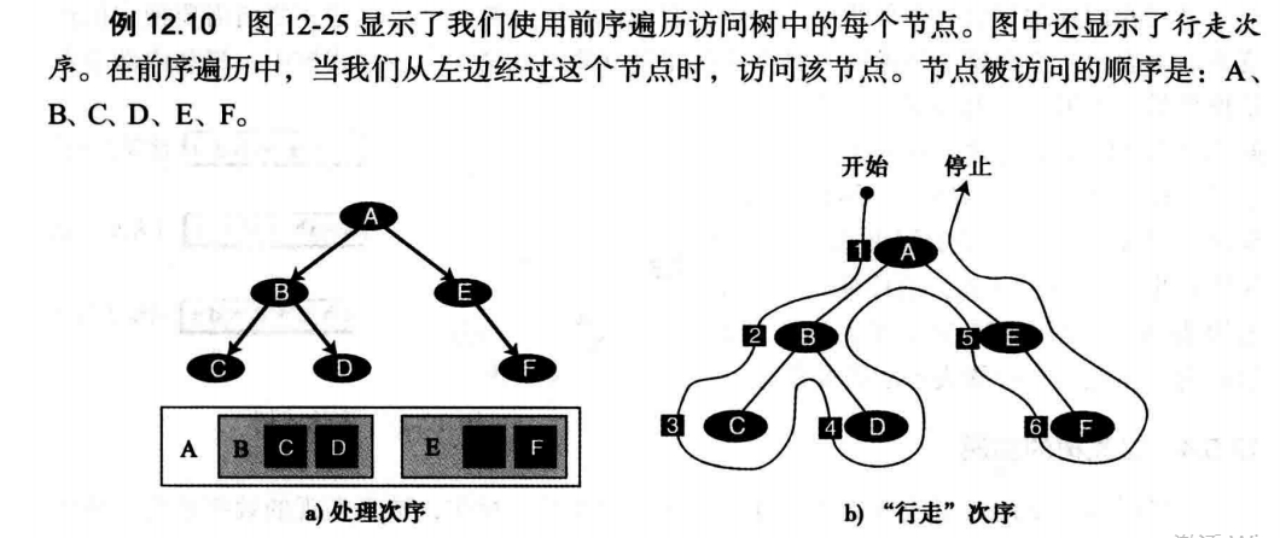 例 12.10 图 12-25 显示了我们使用前序遍历访问树中的每个节点。图中还显示了行走次
序。在前序遍历中，当我们从左边经过这个节点时，访问该节点。节点被访问的顺序是：A、
B、C、D、E、F。
开始 停止
A
B E
C D F
A B C D E F
a) 处理次序
1 A
2 B 5 E
3 C 4 D 6 F
b) “行走”次序